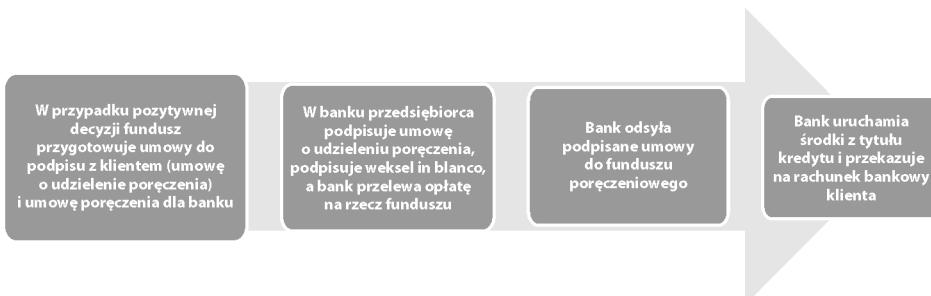 W przypadku pozytywnej
decyzji fundusz
przygotowuje umowy do
podpisu z klientem (umowę
o udzielenie poręczenia)
i umowę poręczenia dla banku
W banku przedsiębiorca
podpisuje umowę
o udzieleniu poręczenia,
podpisuje weksel in blanco,
a bank przelewa opłatę
na rzecz funduszu
Bank odsyła
podpisane umowy
do funduszu
poręczeniowego
Bank uruchamia
środki z tytułu
kredytu i przekazuje
na rachunek bankowy
klienta